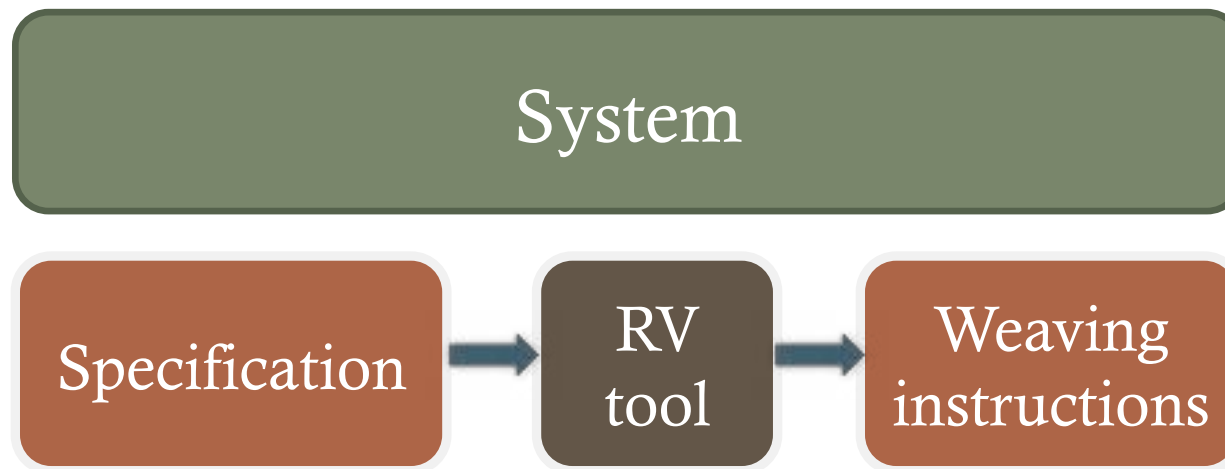 System
Specification
RV
tool
Weaving
instructions